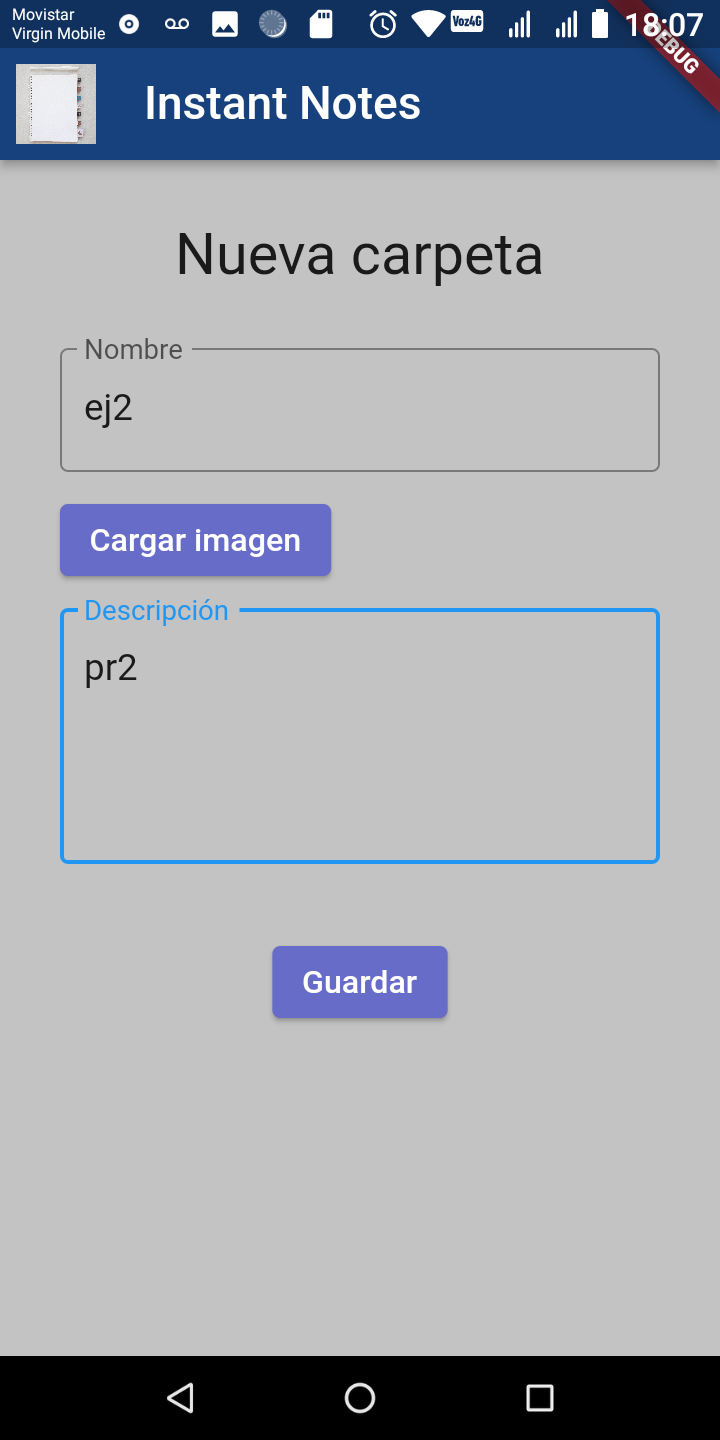 Movistar
Virgin Mobile
Voz4G
18:07
DEBUG
Instant Notes
Nueva carpeta
Nombre
ej2
Cargar imagen
Descripción
pr2
Guardar